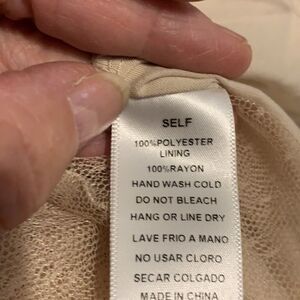 SELF
100%POLYESTER
LINING
100%RAYON
HAND WASH COLD
DO NOT BLEACH
HANG OR LINE DRY
LAVE FRIO A MANO
NO USAR CLORO
SECAR COLGADO
MADE IN CHINA